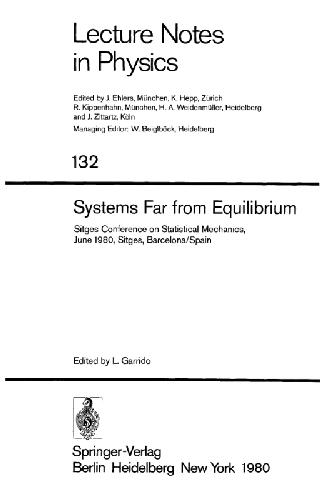 Lecture Notes
in Physics
Edited by J. Ehlers, München, K. Hepp, Zürich
R. Kippenhahn, München, H. A. Weidenmüller, Heidelberg
and J. Zittartz, Köln
Managing Editor: W. Beiglböck, Heidelberg
132
Systems Far from Equilibrium
Sitges Conference on Statistical Mechanics,
June 1980, Sitges, Barcelona/Spain
Edited by L. Garrido
Springer-Verlag
Berlin Heidelberg New York 1980